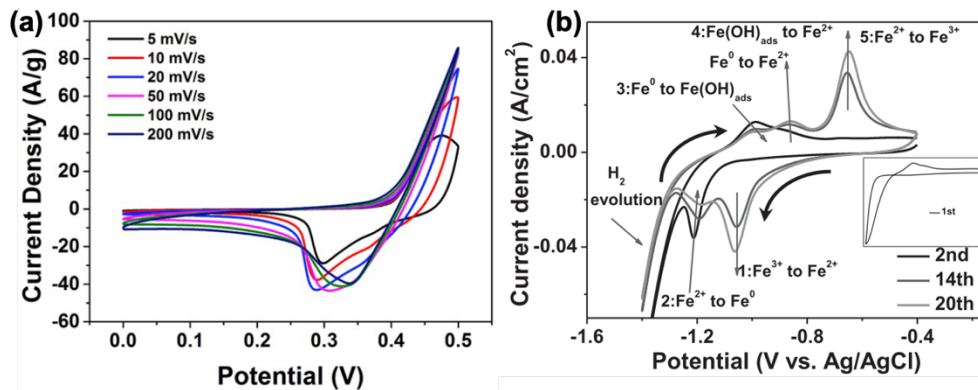 (a)
5 mV/s
10 mV/s
20 mV/s
50 mV/s
100 mV/s
200 mV/s
Current Density (A/g)
100
80
60
40
20
0
-20
-40
-60
0.0 0.1 0.2 0.3 0.4 0.5
Potential (V)
(b)
4:Fe(OH)ads to Fe2+
5:Fe2+ to Fe3+
Fe0 to Fe2+
3:Fe0 to Fe(OH)ads
H2
evolution
1st
1:Fe3+ to Fe2+
2:Fe2+ to Fe0
2nd
14th
20th
Current density (A/cm2)
0.04
0.00
-0.04
-1.6 -1.2 -0.8 -0.4
Potential (V vs. Ag/AgCl)